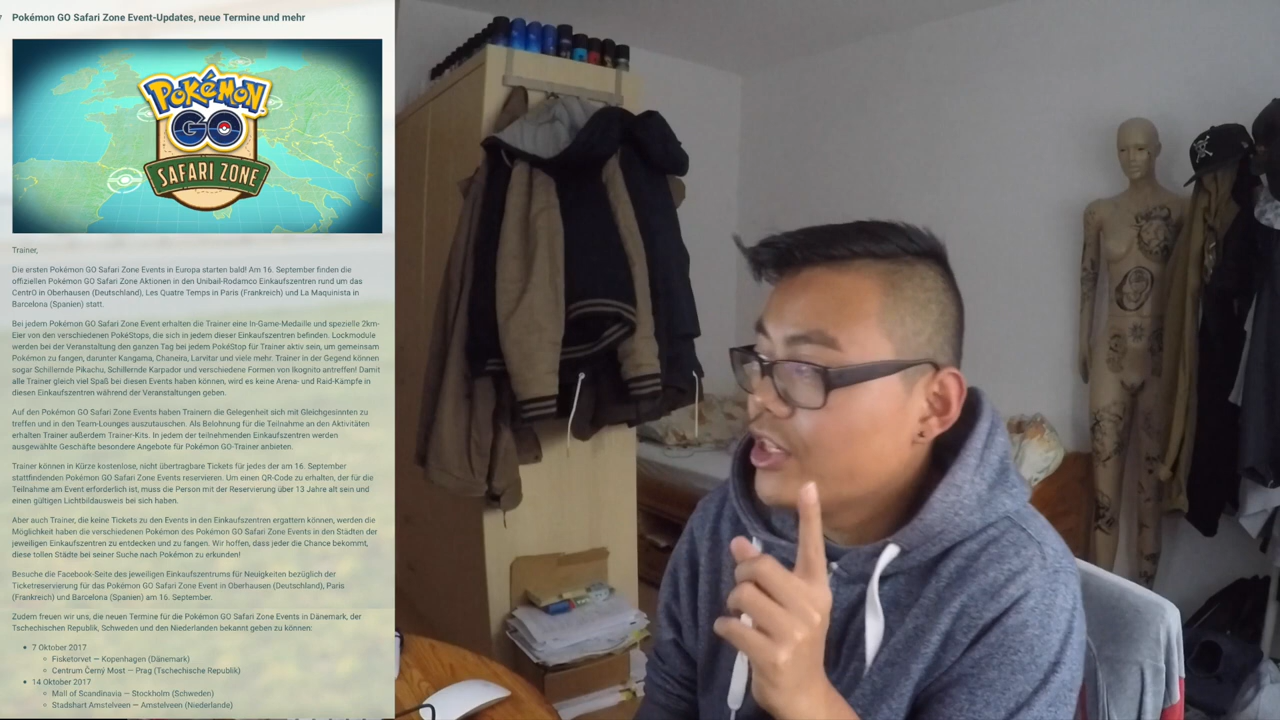 Pokémon GO Safari Zone Event-Updates, neue Termine und mehr
POKÉMON
GO
SAFARI ZONE
Trainer,
Die ersten Pokémon GO Safari Zone Events in Europa starten bald! Am 16. September finden die
offiziellen Pokémon GO Safari Zone Aktionen in den Unibail-Rodamco Einkaufszentren rund um das
CentrO in Oberhausen (Deutschland), Les Quatre Temps in Paris (Frankreich) und La Maquinista in
Barcelona (Spanien) statt.
Bei jedem Pokémon GO Safari Zone Event erhalten die Trainer eine In-Game-Medaille und spezielle 2km-
Eier von den verschiedenen PokéStops, die sich in jedem dieser Einkaufszentren befinden. Lockmodule
werden bei der Veranstaltung den ganzen Tag bei jedem PokéStop für Trainer aktiv sein, um gemeinsam
Pokémon zu fangen, darunter Kangama, Chaneira, Larvitar und viele mehr. Trainer in der Gegend können
sogar Schillernde Pikachu, Schillernde Karpador und verschiedene Formen von Ikognito antreffen! Damit
alle Trainer gleich viel Spaß bei diesen Events haben können, wird es keine Arena- und Raid-Kämpfe in
diesen Einkaufszentren während der Veranstaltungen geben.
Auf den Pokémon GO Safari Zone Events haben Trainern die Gelegenheit sich mit Gleichgesinnten zu
treffen und in den Team-Lounges auszutauschen. Als Belohnung für die Teilnahme an den Aktivitäten
erhalten Trainer außerdem Trainer-Kits. In jedem der teilnehmenden Einkaufszentren werden
ausgewählte Geschäfte besondere Angebote für Pokémon GO-Trainer anbieten.
Trainer können in Kürze kostenlose, nicht übertragbare Tickets für jedes der am 16. September
stattfindenden Pokémon GO Safari Zone Events reservieren. Um einen QR-Code zu erhalten, der für die
Teilnahme am Event erforderlich ist, muss die Person mit der Reservierung über 13 Jahre alt sein und
einen gültigen Lichtbildausweis bei sich haben.
Aber auch Trainer, die keine Tickets zu den Events in den Einkaufszentren ergattern können, werden die
Möglichkeit haben die verschiedenen Pokémon des Pokémon GO Safari Zone Events in den Städten der
jeweiligen Einkaufszentren zu entdecken und zu fangen. Wir hoffen, dass jeder die Chance bekommt,
diese tollen Städte bei seiner Suche nach Pokémon zu erkunden!
Besuche die Facebook-Seite des jeweiligen Einkaufszentrums für Neuigkeiten bezüglich der
Ticketreservierung für das Pokémon GO Safari Zone Event in Oberhausen (Deutschland), Paris
(Frankreich) und Barcelona (Spanien) am 16. September.
Zudem freuen wir uns, die neuen Termine für die Pokémon GO Safari Zone Events in Dänemark, der
Tschechischen Republik, Schweden und den Niederlanden bekannt geben zu können:
7 Oktober 2017
Fisketorvet — Kopenhagen (Dänemark)
Centrum Černý Most — Prag (Tschechische Republik)
14 Oktober 2017
Mall of Scandinavia — Stockholm (Schweden)
Stadshart Amstelveen — Amstelveen (Niederlande)